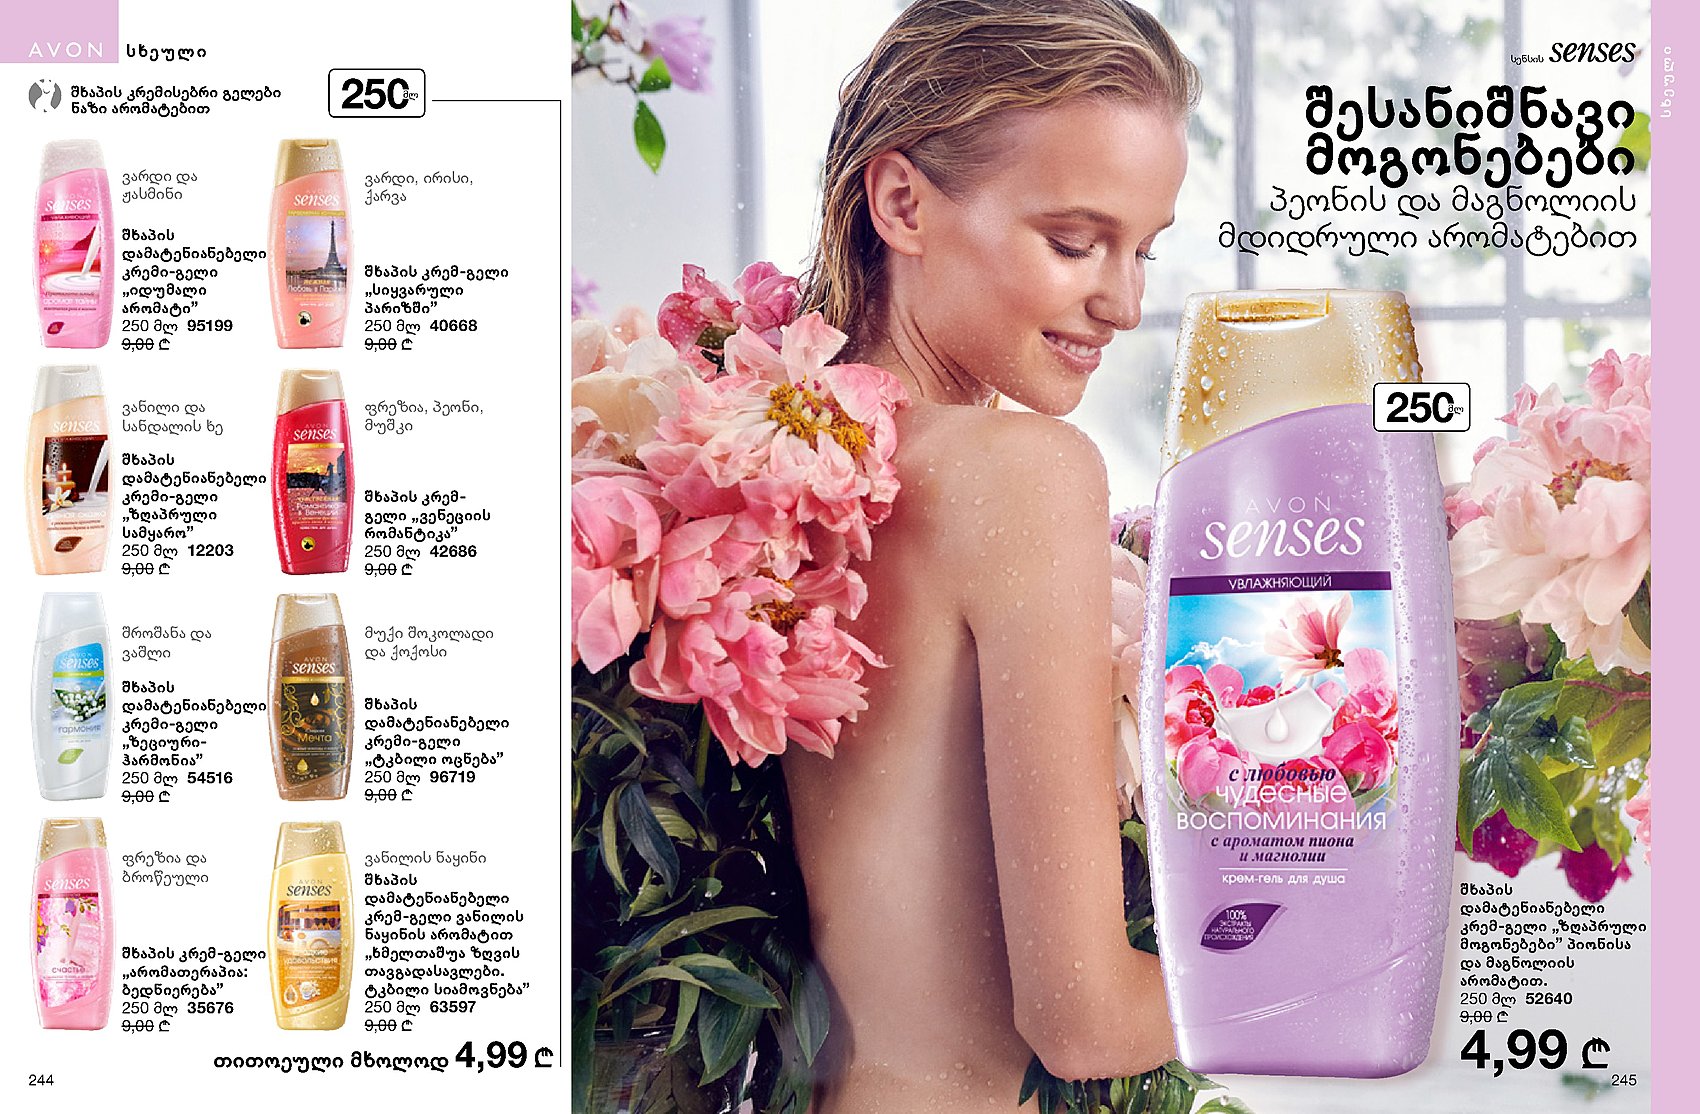 AVON სხეული
შხაპის კრემისებრი გელები
ნაზი არომატებით
250 მლ
ვარდი და
ჟასმინი
შხაპის
დამატენიანებელი
კრემი-გელი
„იდუმალი
არომატი”
250 მლ 95199
9,00 ₾
ვარდი, ირისი,
ქარვა
შხაპის კრემ-გელი
„სიყვარული
პარიზში”
250 მლ 40668
9,00 ₾
ვანილი და
სანდალის ხე
შხაპის
დამატენიანებელი
კრემი-გელი
„ზღაპრული
სამყარო”
250 მლ 12203
9,00 ₾
ფრეზია, პეონი,
მუშკი
შხაპის კრემ-
გელი „ვენეციის
რომანტიკა”
250 მლ 42686
9,00 ₾
შროშანა და
ვაშლი
შხაპის
დამატენიანებელი
კრემი-გელი
„ზეციური-
ჰარმონია”
250 მლ 54516
9,00 ₾
მუქი შოკოლადი
და ქოქოსი
შხაპის
დამატენიანებელი
კრემი-გელი
„ტკბილი ოცნება”
250 მლ 96719
9,00 ₾
ფრეზია და
ბროწეული
შხაპის კრემ-გელი
„არომათერაპია:
ბედნიერება”
250 მლ 35676
9,00 ₾
ვანილის ნაყინი
შხაპის
დამატენიანებელი
კრემ-გელი ვანილის
ნაყინის არომატით
„ხმელთაშუა ზღვის
თავგადასავლები.
ტკბილი სიამოვნება”
250 მლ 63597
9,00 ₾
თითოეული მხოლოდ 4,99 ₾
244
სენსის senses
შესანიშნავი
მოგონებები
პეონის და მაგნოლიის
მდიდრული არომატებით
სხეული
250 მლ
AVON
senses
УВЛАЖНЯЮЩИЙ
с любовью
ЧУДЕСНЫЕ
ВОСПОМИНАНИЯ
с ароматом пиона
и магнолии
крем-гель для душа
100%
ЭКСТРАКТЫ
НАТУРАЛЬНОГО
ПРОИСХОЖДЕНИЯ
შხაპის
დამატენიანებელი
კრემ-გელი „ზღაპრული
მოგონებები” პიონისა
და მაგნოლიის
არომატით.
250 მლ 52640
9,00 ₾
4,99 ₾
245